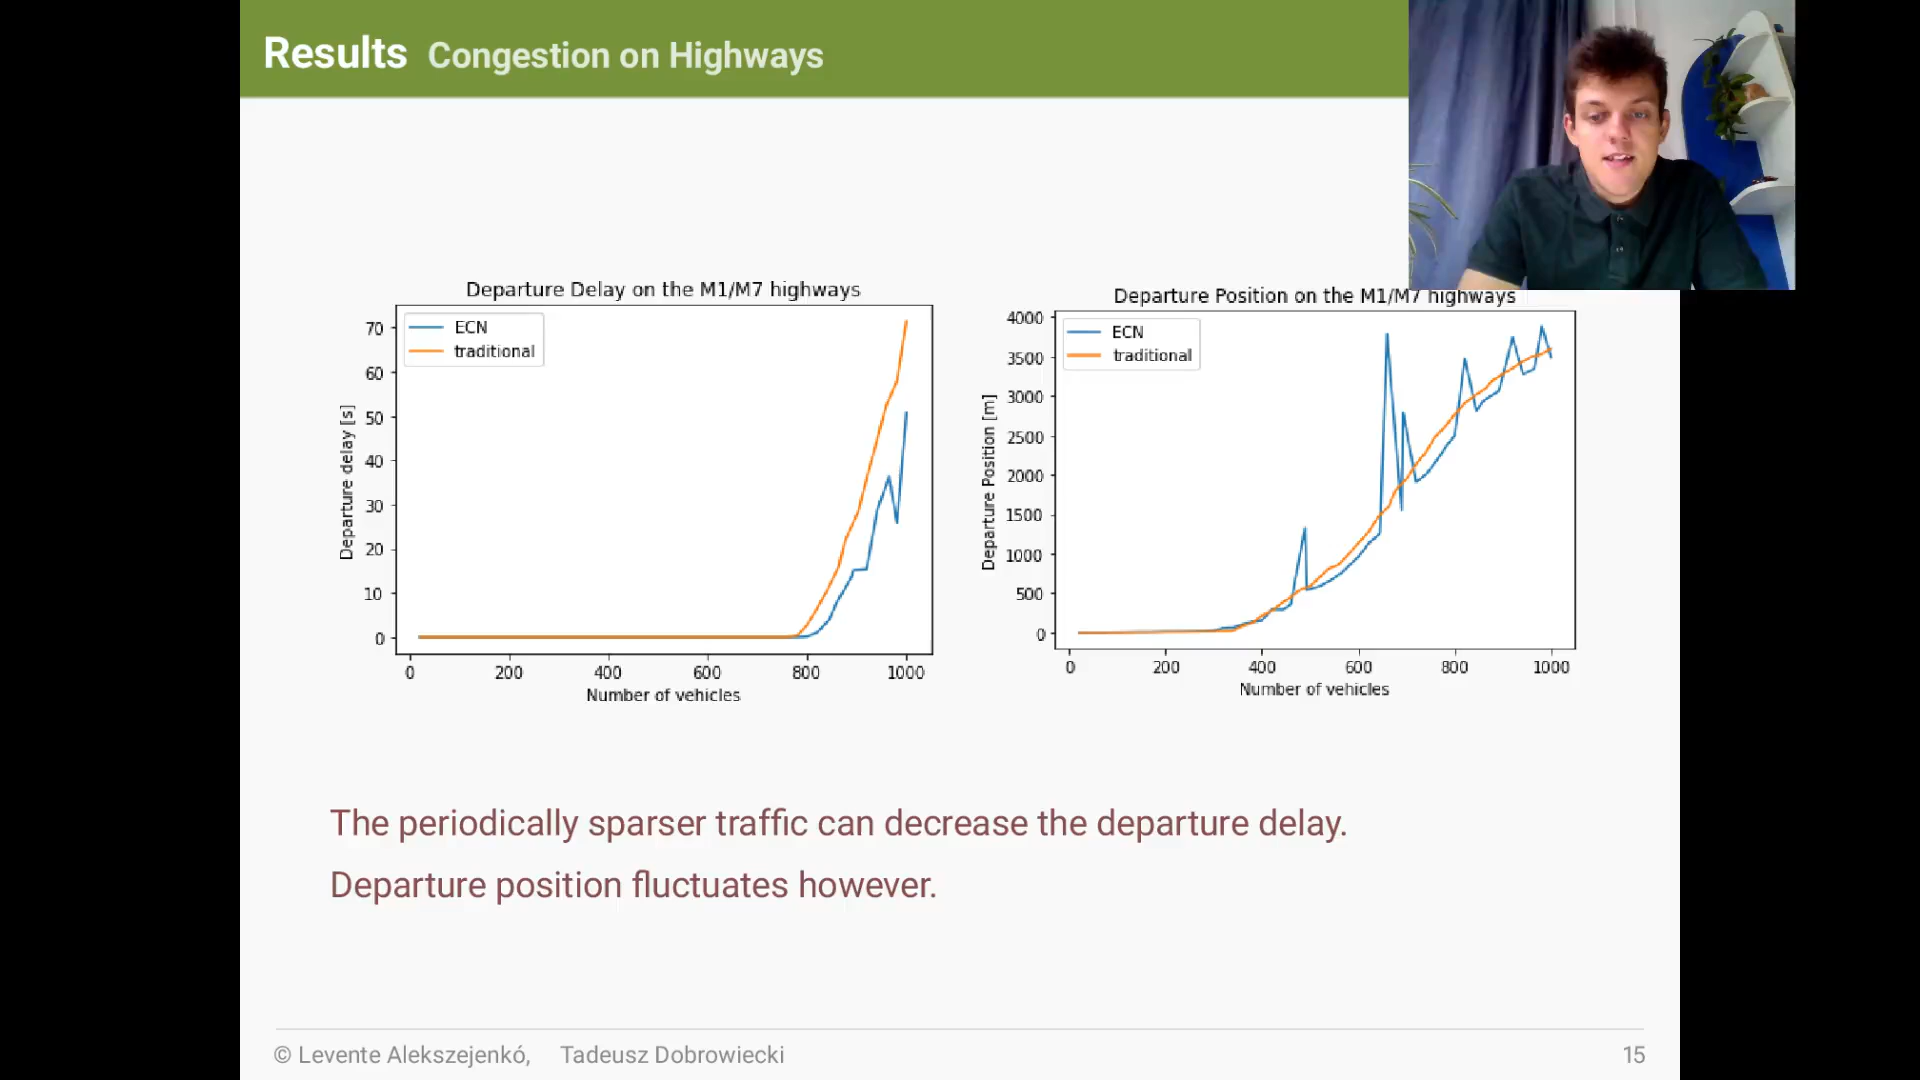 Results Congestion on Highways
Departure Delay on the M1/M7 highways
ECN
traditional
70
60
50
40
30
20
10
0
Departure delay [s]
0 200 400 600 800 1000
Number of vehicles
Departure Position on the M1/M7 highways
ECN
traditional
4000
3500
3000
2500
2000
1500
1000
500
0
Departure Position [m]
0 200 400 600 800 1000
Number of vehicles
The periodically sparser traffic can decrease the departure delay.
Departure position fluctuates however.
© Levente Alekszejenkó, Tadeusz Dobrowiecki
15